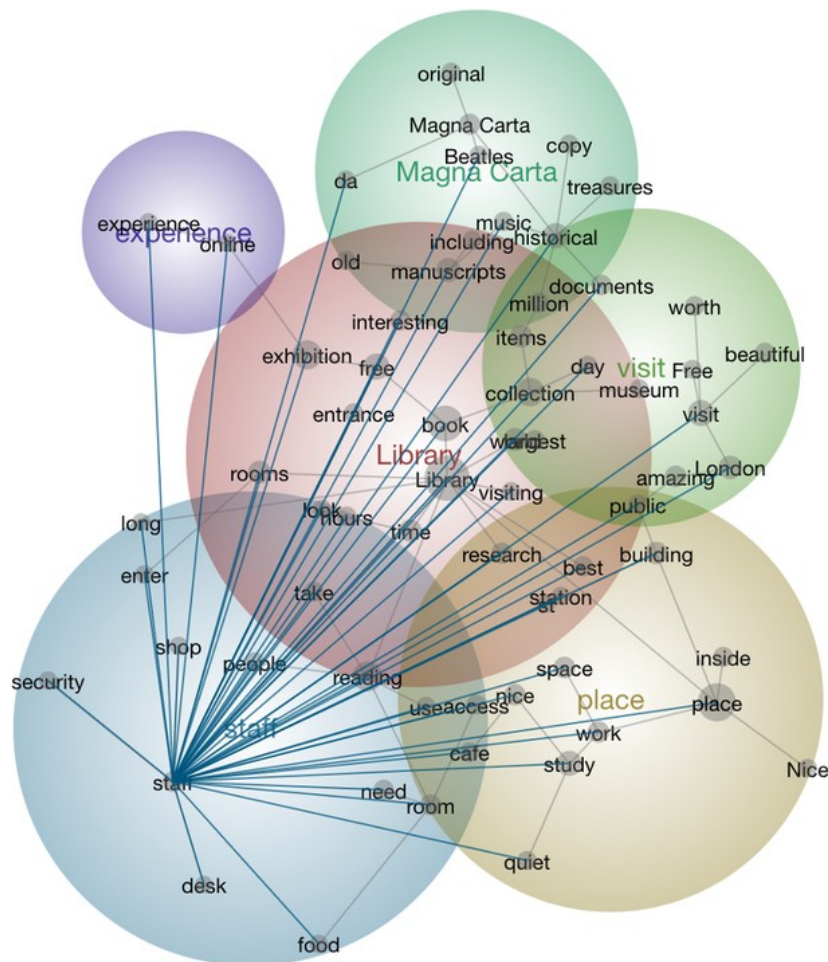 original
Magna Carta
Beatles
copy
Magna Carta
da
treasures
experience
experience
online
music
including
historical
old
manuscripts
documents
million
worth
interesting
items
exhibition
free
day
visit
Free
beautiful
collection
museum
entrance
book
visit
largest
Library
rooms
Library
amazing
London
visiting
long
look
hours
time
public
research
building
enter
best
take
station
st
shop
people
reading
space
inside
security
staff
use
access
nice
place
place
work
cafe
study
Nice
staff
need
room
quiet
desk
food